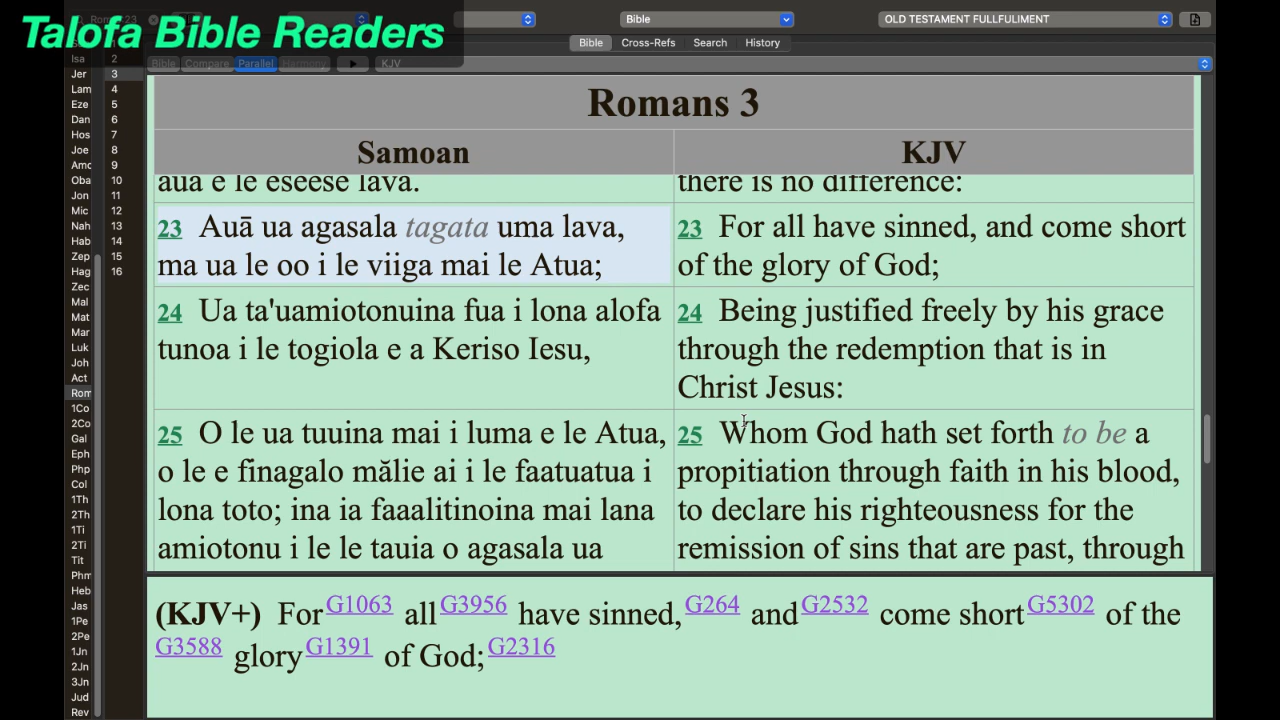 Talofa Bible Readers
Bible
OLD TESTAMENT FULLFULIMENT
Bible Cross-Refs Search History
Bible Compare Parallel Harmony KJV
Isa
Jer
Lam
Eze
Dan
Hos
Joe
Amo
Oba
Jon
Mic
Nah
Hab
Zep
Hag
Zec
Mal
Mat
Mar
Luk
Joh
Act
Rom
1Co
2Co
Gal
Eph
Php
Col
1Th
2Th
1Ti
2Ti
Tit
Phm
Heb
Jas
1Pe
2Pe
1Jn
2Jn
3Jn
Jud
Rev
2
3
4
5
6
7
8
9
10
11
12
13
14
15
16
Romans 3
Samoan
auā e le eseese lava.
23 Auā ua agasala tagata uma lava,
ma ua le oo i le viiga mai le Atua;
24 Ua ta'uamiotonuina fua i lona alofa
tunoa i le togiola e a Keriso Iesu,
25 O le ua tuuina mai i luma e le Atua,
o le e finagalo mălie ai i le faatuatua i
lona toto; ina ia faaalitinoina mai lana
amiotonu i le le tauia o agasala ua
KJV
there is no difference:
23 For all have sinned, and come short
of the glory of God;
24 Being justified freely by his grace
through the redemption that is in
Christ Jesus:
25 Whom God hath set forth to be a
propitiation through faith in his blood,
to declare his righteousness for the
remission of sins that are past, through
(KJV+) For G1063 all G3956 have sinned, G264 and G2532 come short G5302 of the
G3588 glory G1391 of God; G2316